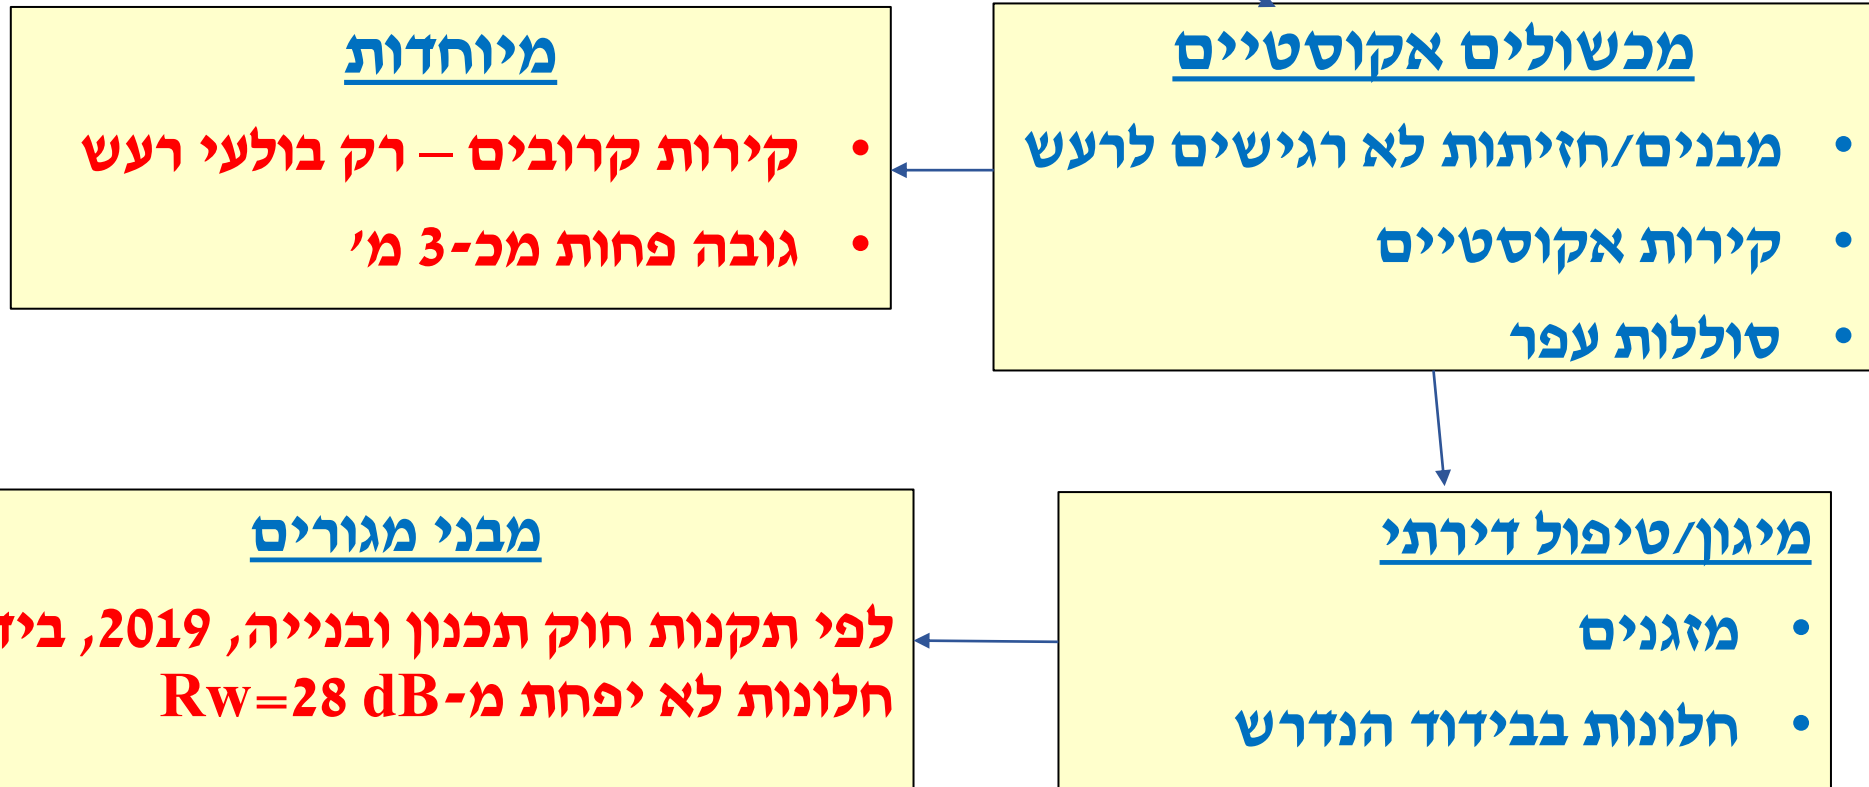 מכשולים אקוסטיים
• מבנים/חזיתות לא רגישים לרעש
• קירות אקוסטיים
• סוללות עפר
מיוחדות
• קירות קרובים – רק בולעי רעש
• גובה פחות מכ-3 מ'
מיגון/טיפול דירתי
• מזגנים
• חלונות בבידוד הנדרש
מבני מגורים
לפי תקנות חוק תכנון ובנייה, 2019,
חלונות לא יפחת מ-Rw=28 dB